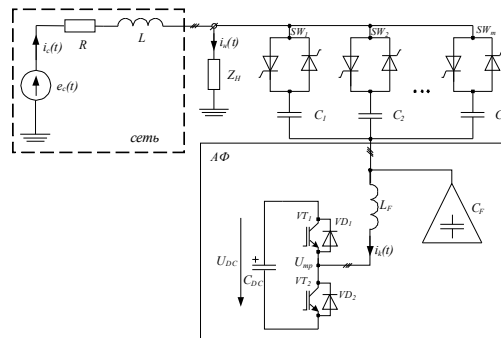 i_c(t)
R
L
e_c(t)
сеть
i_н(t)
Z_H
SW_1
SW_2
SW_m
C_1
C_2
C
АФ
L_F
C_F
i_k(t)
U_DC
C_DC
+
VT_1
VD_1
U_mp
VT_2
VD_2